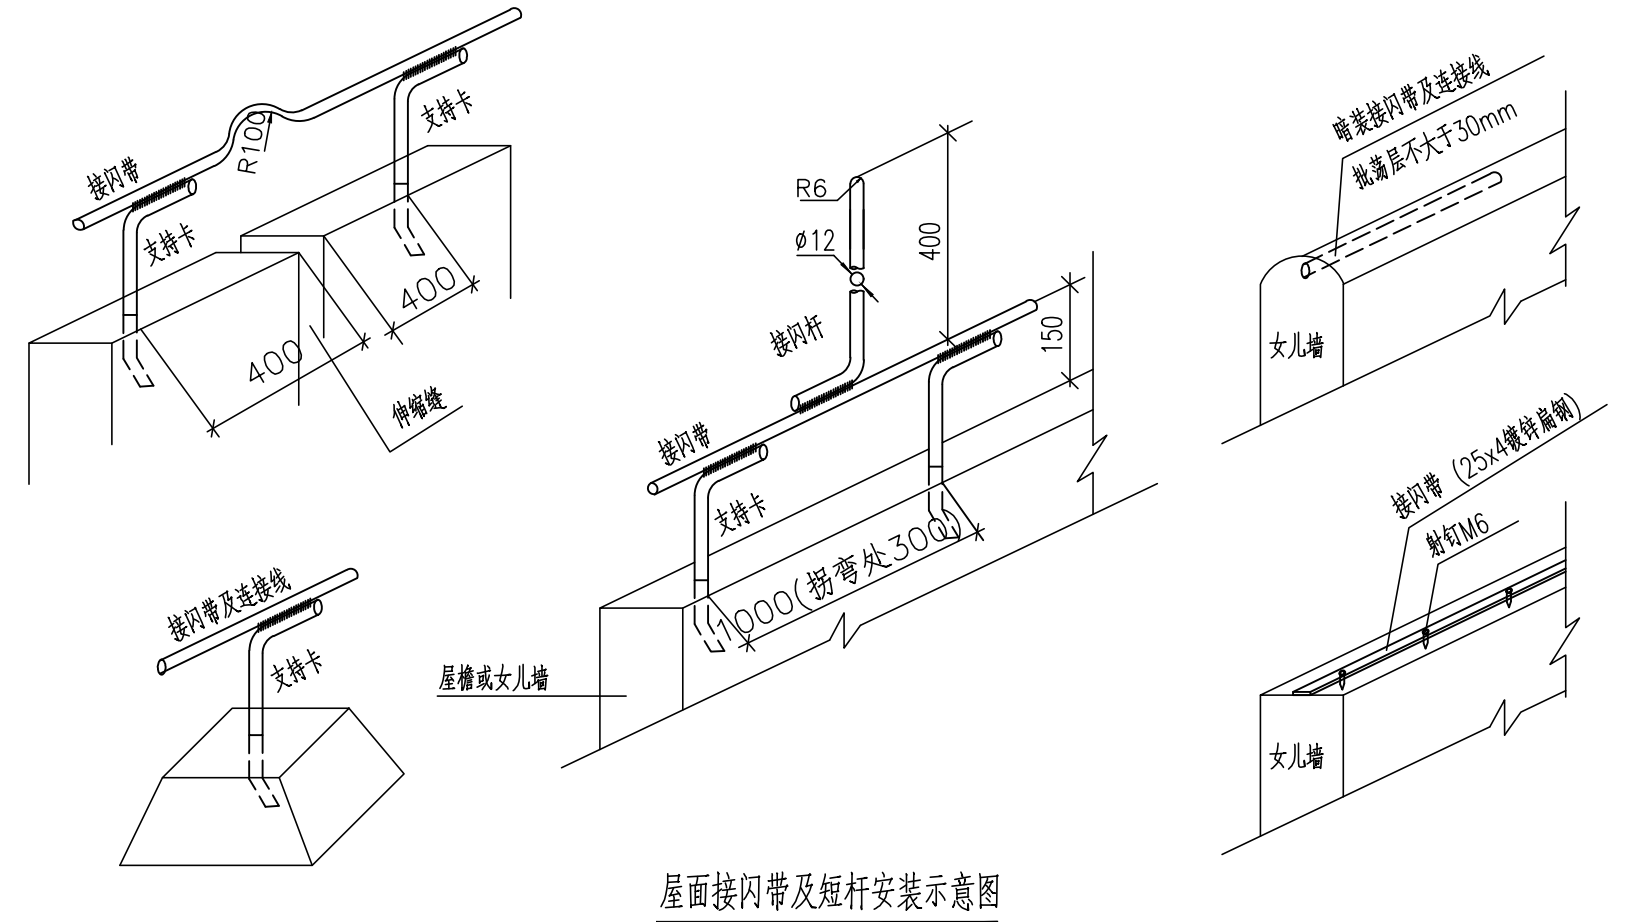 接闪带
支持卡
R100
支持卡
400
400
伸缩缝
接闪带及连接线
支持卡
R6
ø12
400
150
接闪杆
接闪带
支持卡
1000(拐弯处300)
屋檐或女儿墙
暗装接闪带及连接线
批荡层不大于30mm
女儿墙
接闪带（25x4镀锌扁钢）
射钉M6
女儿墙
屋面接闪带及短杆安装示意图